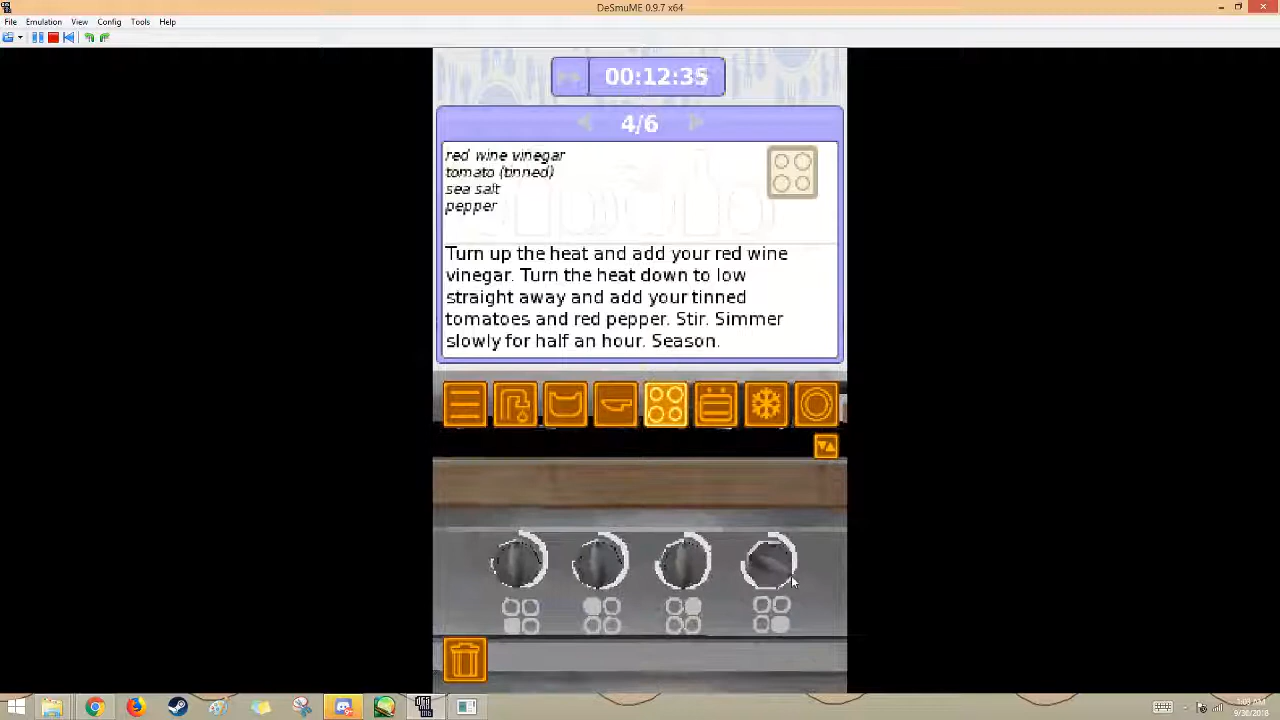 DeSmuME 0.9.7 x64
File Emulation View Config Tools Help
00:12:35
4/6
red wine vinegar
tomato (tinned)
sea salt
pepper
Turn up the heat and add your red wine
vinegar. Turn the heat down to low
straight away and add your tinned
tomatoes and red pepper. Stir. Simmer
slowly for half an hour. Season.